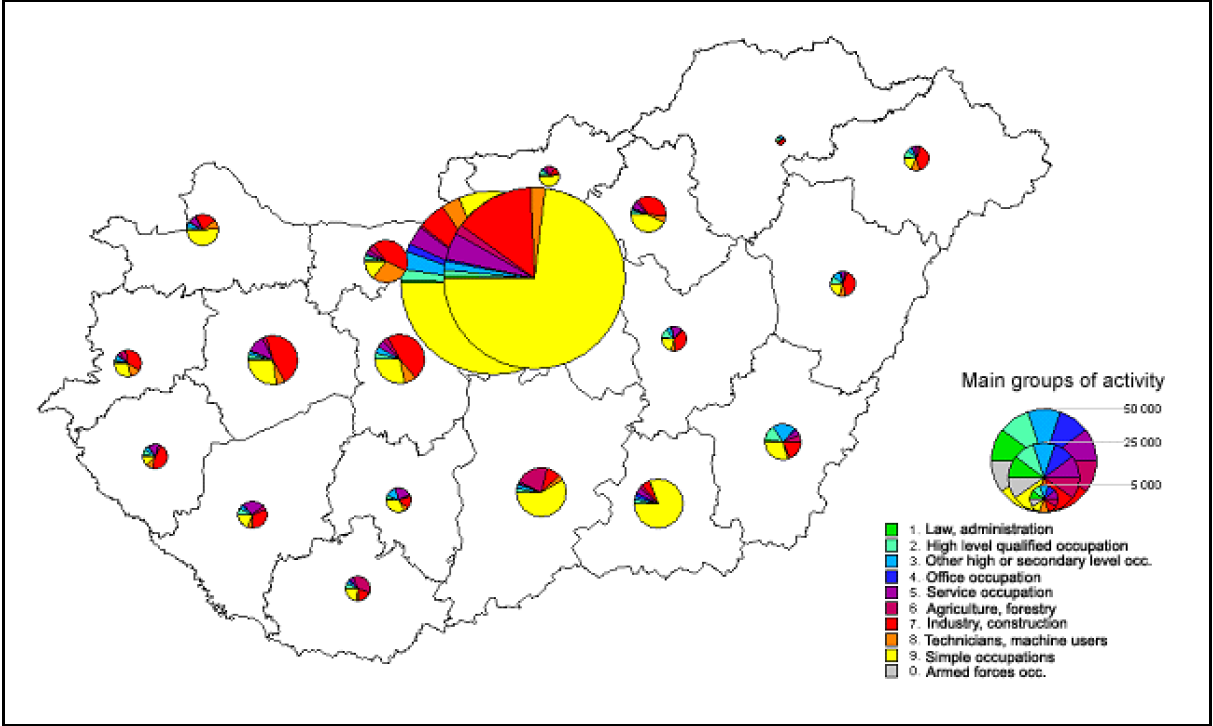 Main groups of activity
50 000
25 000
5 000
1. Law, administration
2. High level qualified occupation
3. Other high or secondary level occ.
4. Office occupation
5. Service occupation
6 Agriculture, forestry
7. Industry, construction
8. Technicians, machine users
9. Simple occupations
0. Armed forces occ.